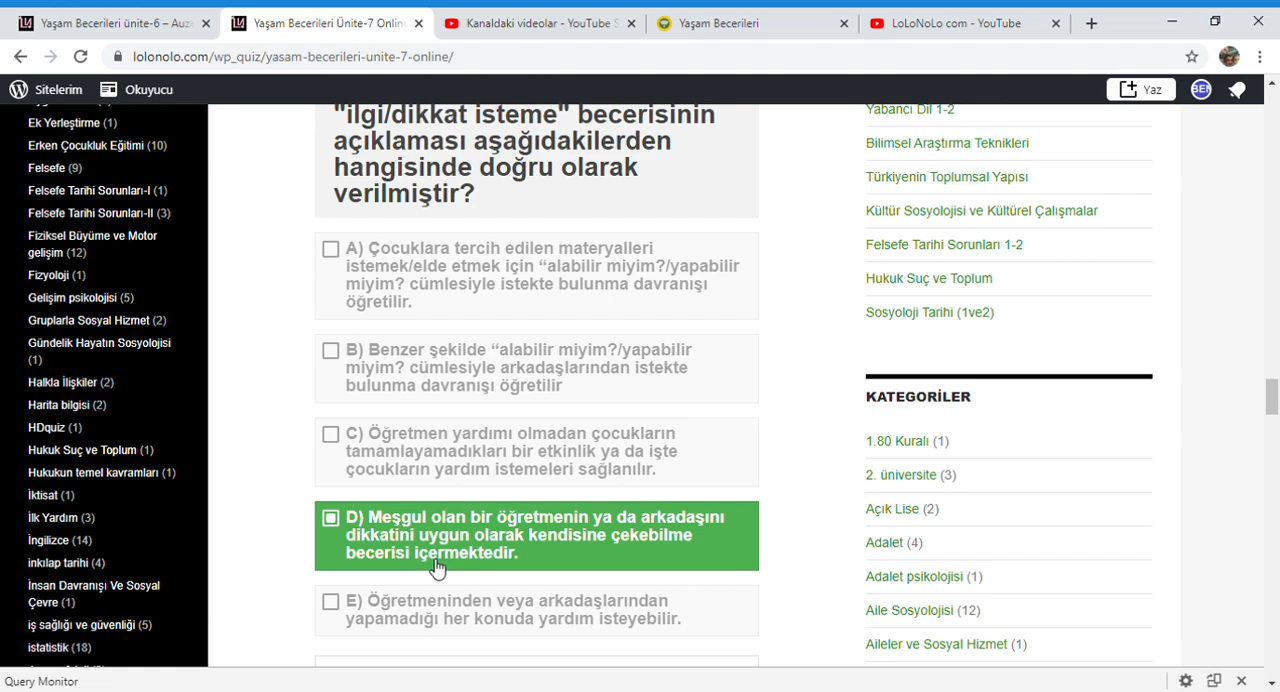 Yaşam Becerileri ünite-6 – Auze
Yaşam Becerileri Ünite-7 Onlin
Kanaldaki videolar - YouTube S
Yaşam Becerileri
LoLoNoLo com - YouTube
lolonolo.com/wp_quiz/yasam-becerileri-unite-7-online/
Sitelerim
Okuyucu
Yaz
BEN
Ek Yerleştirme (1)
Erken Çocukluk Eğitimi (10)
Felsefe (9)
Felsefe Tarihi Sorunları-I (1)
Felsefe Tarihi Sorunları-II (3)
Fiziksel Büyüme ve Motor
gelişim (12)
Fizyoloji (1)
Gelişim psikolojisi (5)
Gruplarla Sosyal Hizmet (2)
Gündelik Hayatın Sosyolojisi
(1)
Halkla İlişkiler (2)
Harita bilgisi (2)
HDquiz (1)
Hukuk Suç ve Toplum (1)
Hukukun temel kavramları (1)
İktisat (1)
İlk Yardım (3)
İngilizce (14)
inkılap tarihi (4)
İnsan Davranışı Ve Sosyal
Çevre (1)
iş sağlığı ve güvenliği (5)
istatistik (18)
"ilgi/dikkat isteme" becerisinin
açıklaması aşağıdakilerden
hangisinde doğru olarak
verilmiştir?
A) Çocuklara tercih edilen materyalleri
istemek/elde etmek için “alabilir miyim?/yapabilir
miyim? cümlesiyle istekte bulunma davranışı
öğretilir.
B) Benzer şekilde “alabilir miyim?/yapabilir
miyim? cümlesiyle arkadaşlarından istekte
bulunma davranışı öğretilir
C) Öğretmen yardımı olmadan çocukların
tamamlayamadıkları bir etkinlik ya da işte
çocukların yardım istemeleri sağlanılır.
D) Meşgul olan bir öğretmenin ya da arkadaşını
dikkatini uygun olarak kendisine çekebilme
becerisi içermektedir.
E) Öğretmeninden veya arkadaşlarından
yapamadığı her konuda yardım isteyebilir.
Yabancı Dil 1-2
Bilimsel Araştırma Teknikleri
Türkiyenin Toplumsal Yapısı
Kültür Sosyolojisi ve Kültürel Çalışmalar
Felsefe Tarihi Sorunları 1-2
Hukuk Suç ve Toplum
Sosyoloji Tarihi (1ve2)
KATEGORİLER
1.80 Kuralı (1)
2. üniversite (3)
Açık Lise (2)
Adalet (4)
Adalet psikolojisi (1)
Aile Sosyolojisi (12)
Aileler ve Sosyal Hizmet (1)
Query Monitor